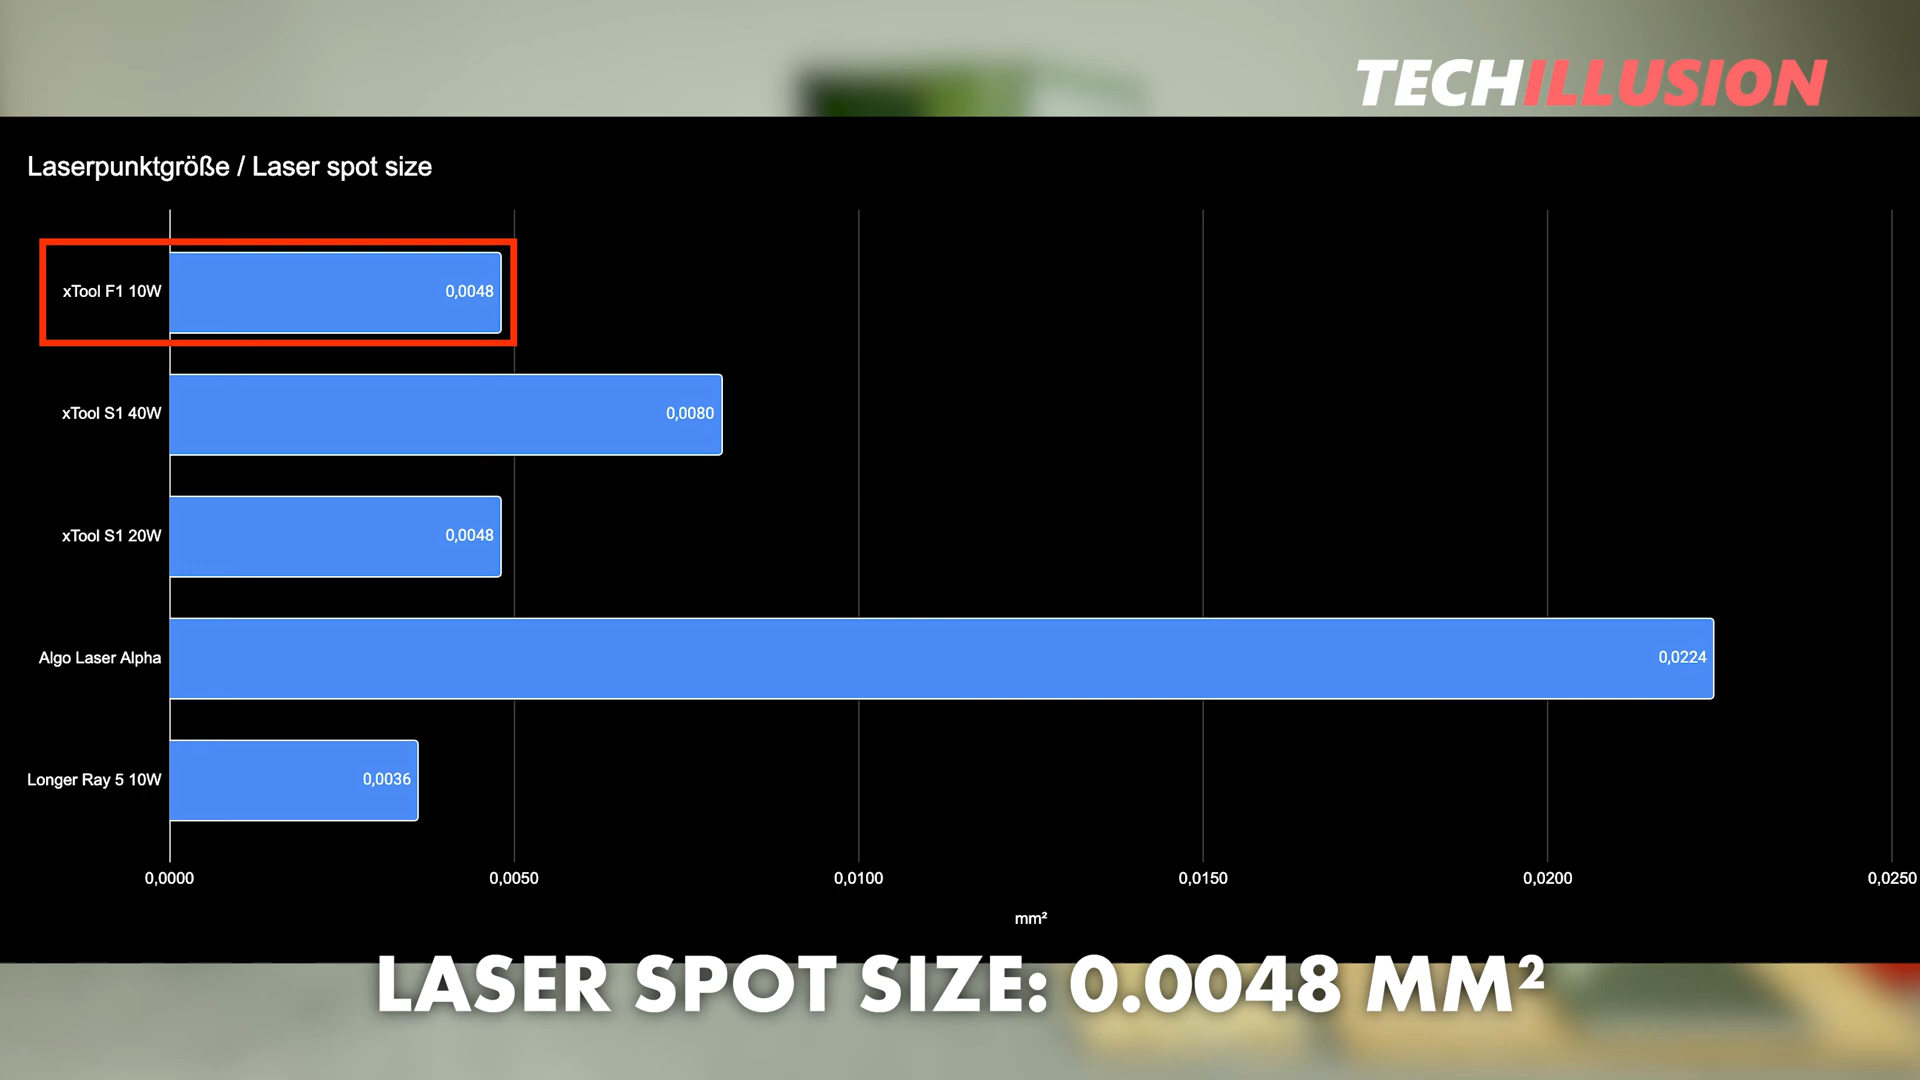 TECHILLUSION
Laserpunktgröße / Laser spot size
xTool F1 10W
0,0048
xTool S1 40W
0,0080
xTool S1 20W
0,0048
Algo Laser Alpha
0,0224
Longer Ray 5 10W
0,0036
0,0000 0,0050 0,0100 0,0150 0,0200 0,0250
mm²
LASER SPOT SIZE: 0.0048 MM²